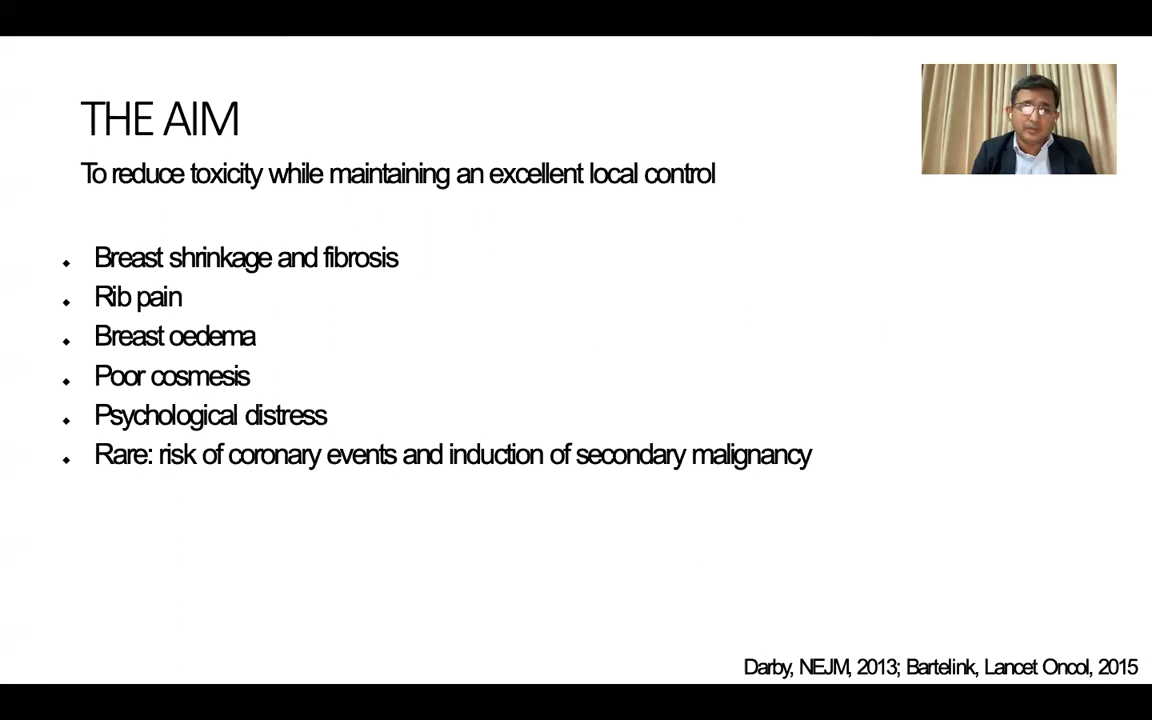 THE AIM
To reduce toxicity while maintaining an excellent local control
Breast shrinkage and fibrosis
Rib pain
Breast oedema
Poor cosmesis
Psychological distress
Rare: risk of coronary events and induction of secondary malignancy
Darby, NEJM, 2013; Bartelink, Lancet Oncol, 2015